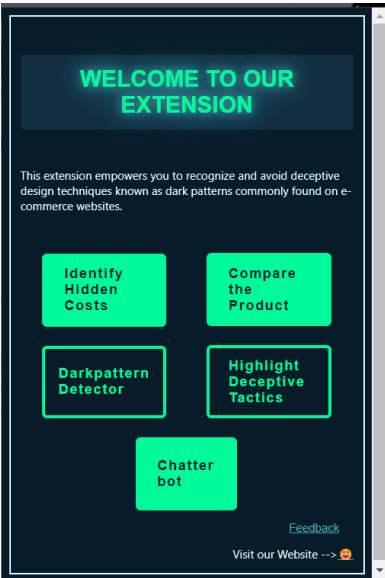 WELCOME TO OUR
EXTENSION
This extension empowers you to recognize and avoid deceptive
design techniques known as dark patterns commonly found on e-
commerce websites.
Identify
Hidden
Costs
Compare
the
Product
Darkpattern
Detector
Highlight
Deceptive
Tactics
Chatter
bot
Feedback
Visit our Website -->😄